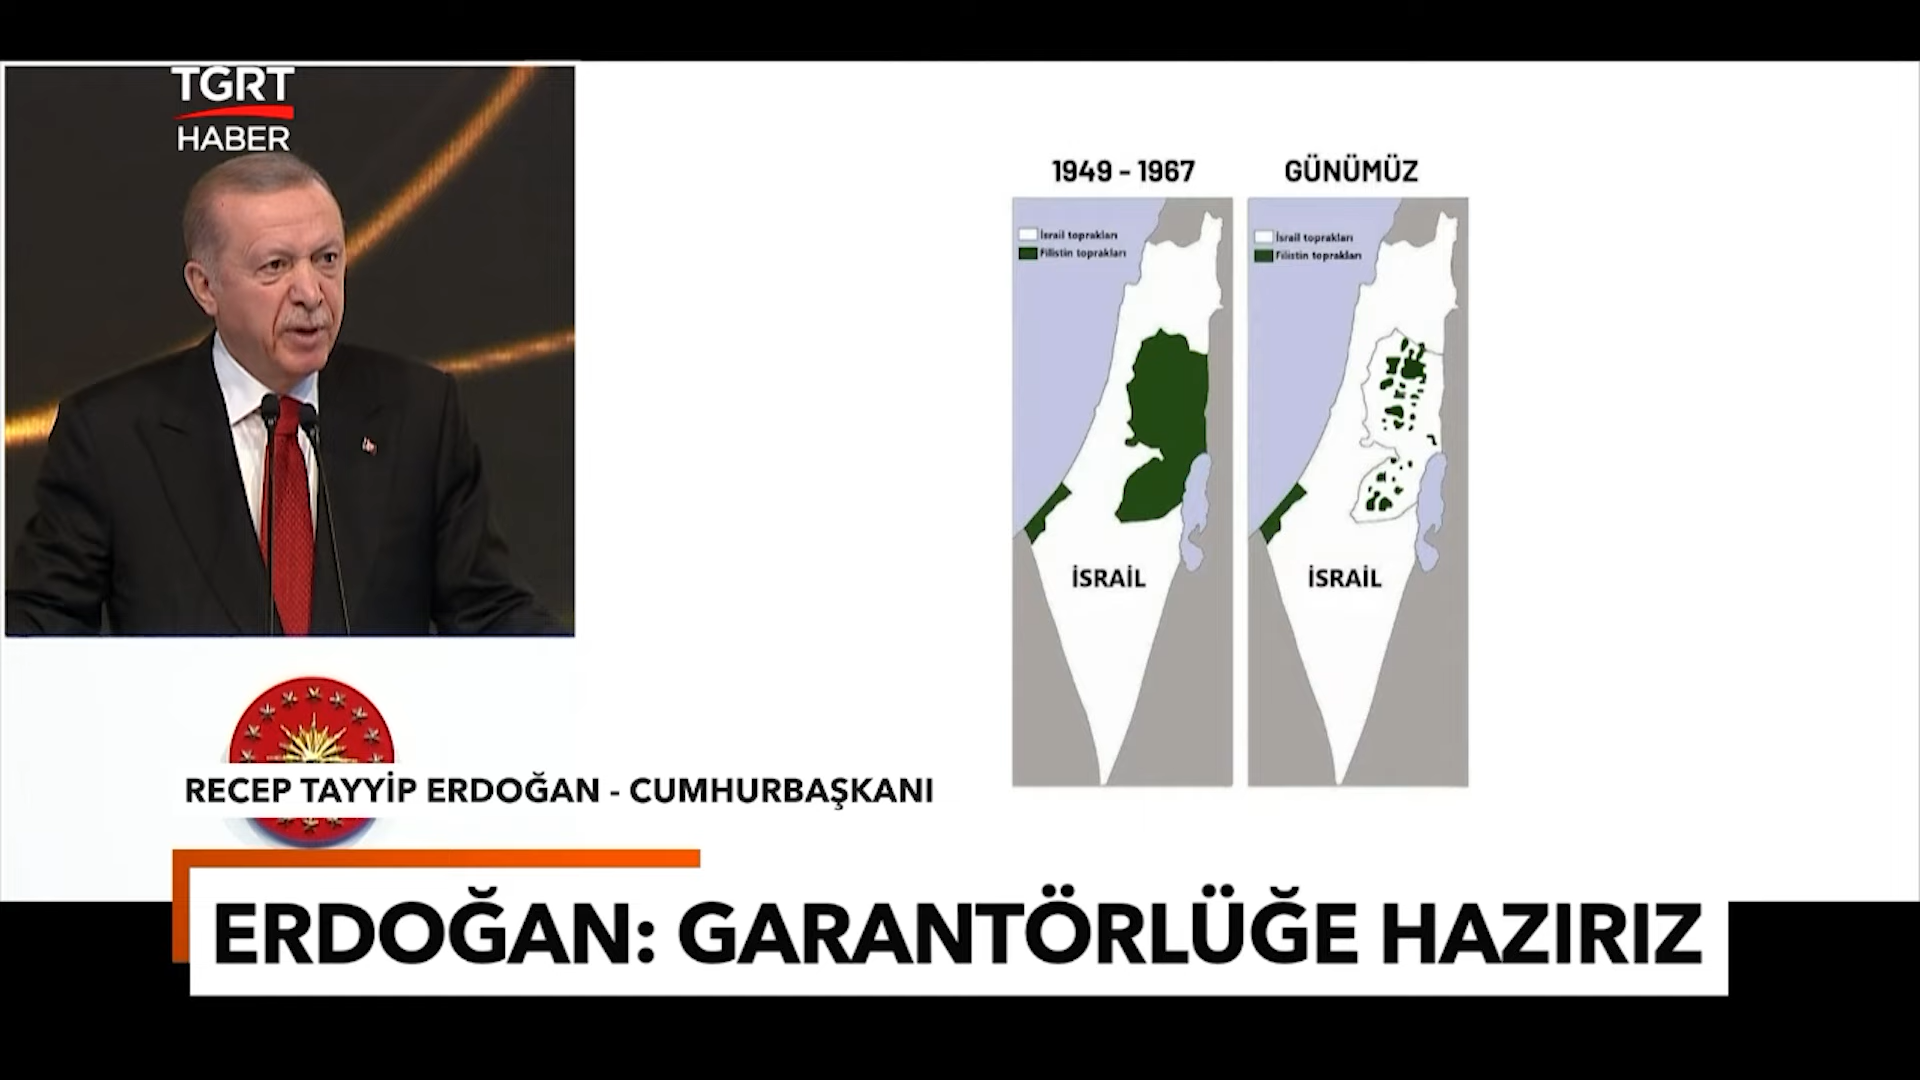 TGRT
HABER
1949 - 1967
GÜNÜMÜZ
İsrail toprakları
Filistin toprakları
İsrail toprakları
Filistin toprakları
İSRAİL
İSRAİL
RECEP TAYYİP ERDOĞAN - CUMHURBAŞKANI
ERDOĞAN: GARANTÖRLÜĞE HAZIRIZ